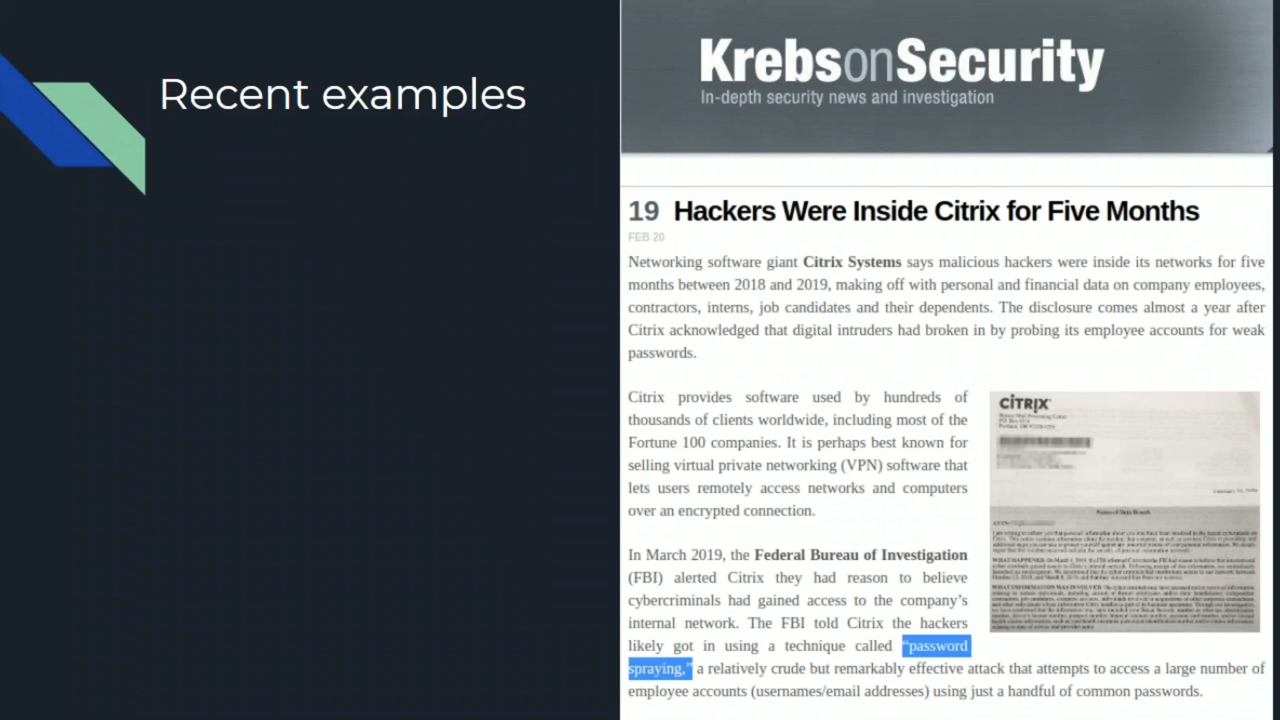 Recent examples
KrebsonSecurity
In-depth security news and investigation
19 Hackers Were Inside Citrix for Five Months
FEB 20
Networking software giant Citrix Systems says malicious hackers were inside its networks for five
months between 2018 and 2019, making off with personal and financial data on company employees,
contractors, interns, job candidates and their dependents. The disclosure comes almost a year after
Citrix acknowledged that digital intruders had broken in by probing its employee accounts for weak
passwords.
Citrix provides software used by hundreds of
thousands of clients worldwide, including most of the
Fortune 100 companies. It is perhaps best known for
selling virtual private networking (VPN) software that
lets users remotely access networks and computers
over an encrypted connection.
CITRIX
Notice of Data Breach
In March 2019, the Federal Bureau of Investigation
(FBI) alerted Citrix they had reason to believe
cybercriminals had gained access to the company’s
internal network. The FBI told Citrix the hackers
likely got in using a technique called “password
spraying,” a relatively crude but remarkably effective attack that attempts to access a large number of
employee accounts (usernames/email addresses) using just a handful of common passwords.